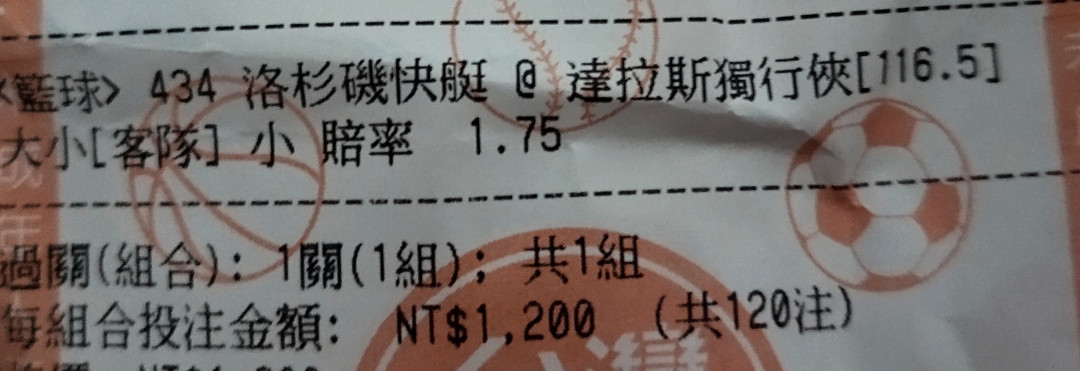 <籃球> 434 洛杉磯快艇 @ 達拉斯獨行俠[116.5]
大小[客隊] 小 賠率 1.75
過關(組合): 1關(1組); 共1組
每組合投注金額: NT$1,200 (共120注)